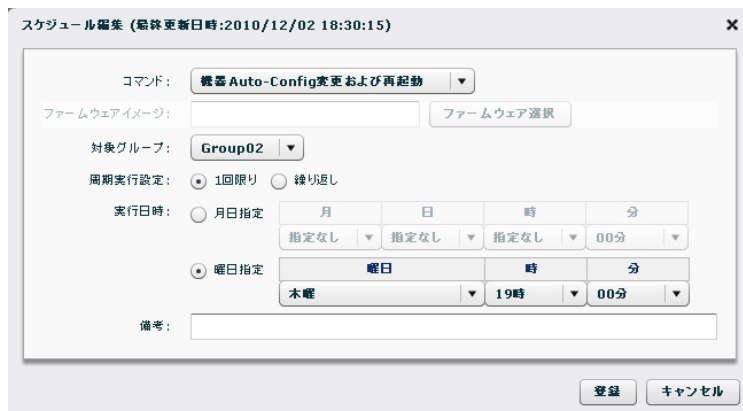 スケジュール編集 (最終更新日時:2010/12/02 18:30:15)
コマンド: 機器Auto-Config変更および再起動
ファームウェアイメージ: ファームウェア選択
対象グループ: Group02
周期実行設定: 1回限り 繰り返し
実行日時: 月日指定 月 日 時 分
指定なし 指定なし 指定なし 00分
曜日指定 曜日 時 分
木曜 19時 00分
備考:
登録 キャンセル